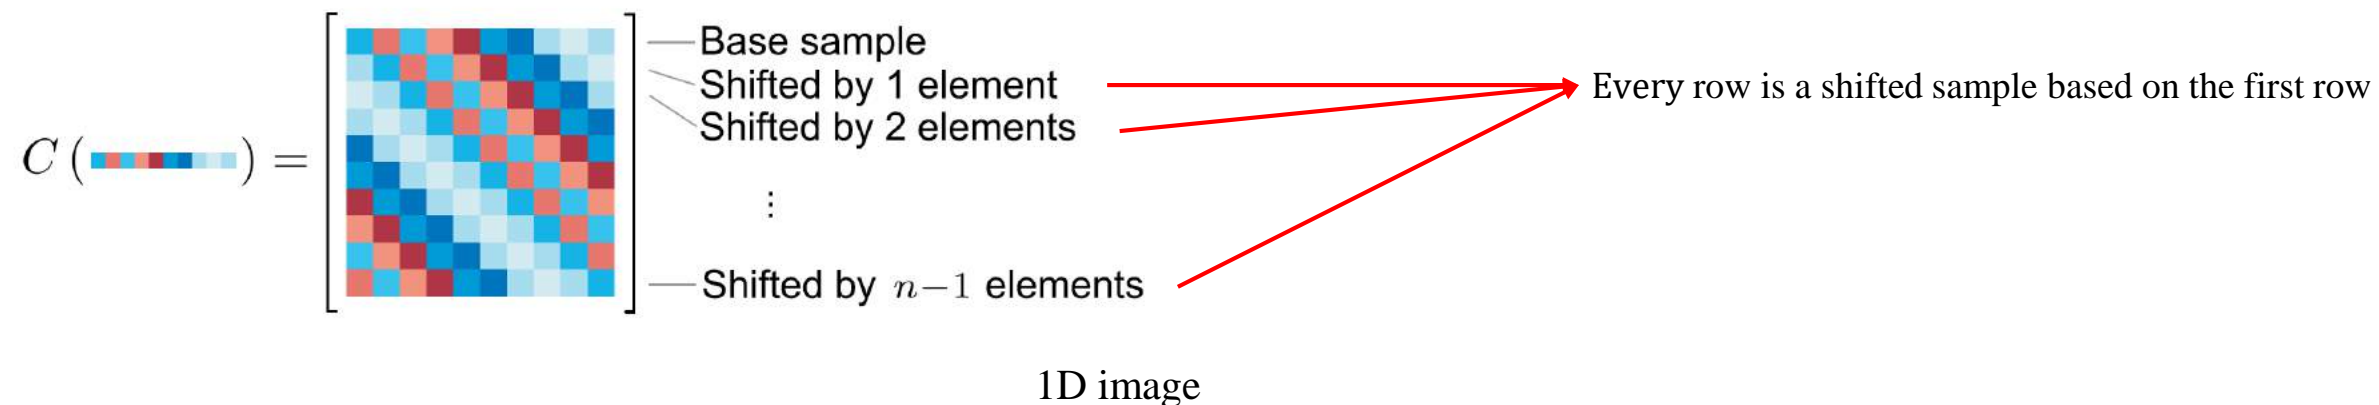 Base sample
Shifted by 1 element
Every row is a shifted sample based on the first row
Shifted by 2 elements
C ( ) =
⋮
Shifted by n−1 elements
1D image